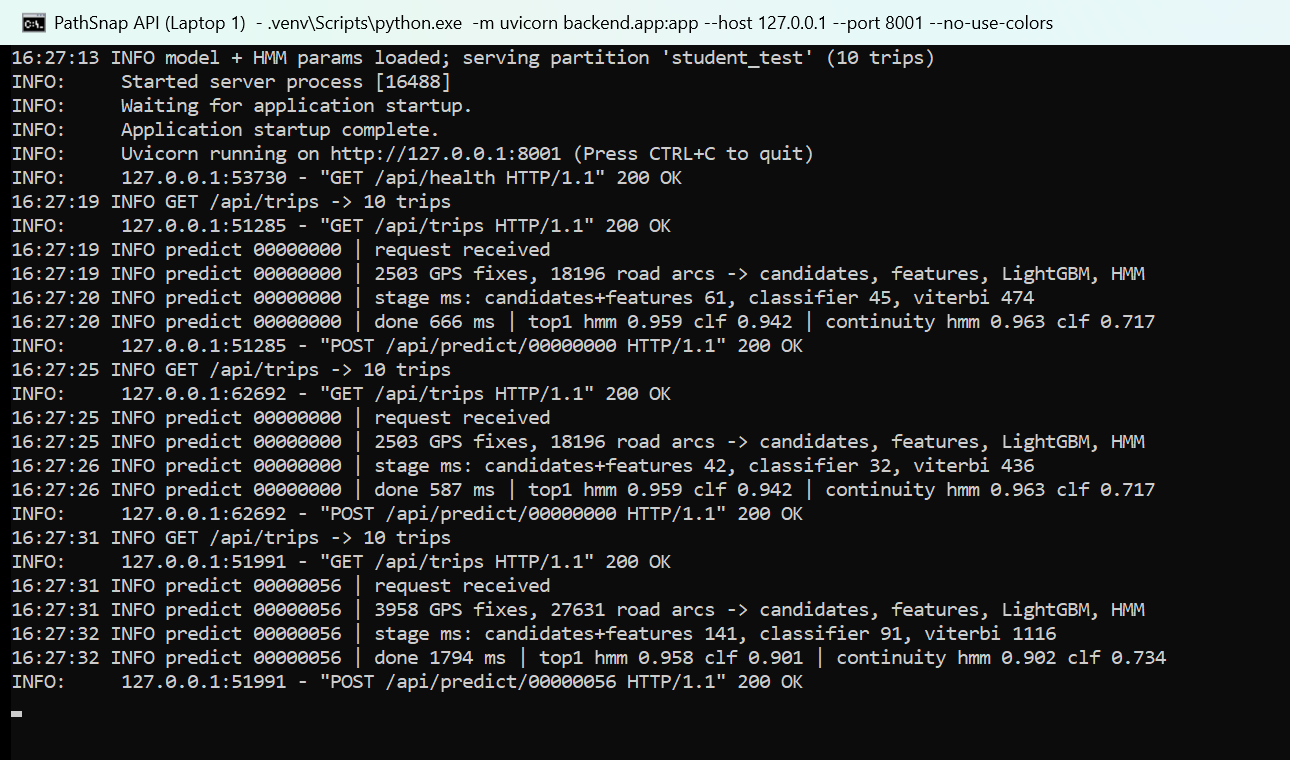 PathSnap API (Laptop 1) - .venv\Scripts\python.exe -m uvicorn backend.app:app --host 127.0.0.1 --port 8001 --no-use-colors
16:27:13 INFO model + HMM params loaded; serving partition 'student_test' (10 trips)
INFO:     Started server process [16488]
INFO:     Waiting for application startup.
INFO:     Application startup complete.
INFO:     Uvicorn running on http://127.0.0.1:8001 (Press CTRL+C to quit)
INFO:     127.0.0.1:53730 - "GET /api/health HTTP/1.1" 200 OK
16:27:19 INFO GET /api/trips -> 10 trips
INFO:     127.0.0.1:51285 - "GET /api/trips HTTP/1.1" 200 OK
16:27:19 INFO predict 00000000 | request received
16:27:19 INFO predict 00000000 | 2503 GPS fixes, 18196 road arcs -> candidates, features, LightGBM, HMM
16:27:20 INFO predict 00000000 | stage ms: candidates+features 61, classifier 45, viterbi 474
16:27:20 INFO predict 00000000 | done 666 ms | top1 hmm 0.959 clf 0.942 | continuity hmm 0.963 clf 0.717
INFO:     127.0.0.1:51285 - "POST /api/predict/00000000 HTTP/1.1" 200 OK
16:27:25 INFO GET /api/trips -> 10 trips
INFO:     127.0.0.1:62692 - "GET /api/trips HTTP/1.1" 200 OK
16:27:25 INFO predict 00000000 | request received
16:27:25 INFO predict 00000000 | 2503 GPS fixes, 18196 road arcs -> candidates, features, LightGBM, HMM
16:27:26 INFO predict 00000000 | stage ms: candidates+features 42, classifier 32, viterbi 436
16:27:26 INFO predict 00000000 | done 587 ms | top1 hmm 0.959 clf 0.942 | continuity hmm 0.963 clf 0.717
INFO:     127.0.0.1:62692 - "POST /api/predict/00000000 HTTP/1.1" 200 OK
16:27:31 INFO GET /api/trips -> 10 trips
INFO:     127.0.0.1:51991 - "GET /api/trips HTTP/1.1" 200 OK
16:27:31 INFO predict 00000056 | request received
16:27:31 INFO predict 00000056 | 3958 GPS fixes, 27631 road arcs -> candidates, features, LightGBM, HMM
16:27:32 INFO predict 00000056 | stage ms: candidates+features 141, classifier 91, viterbi 1116
16:27:32 INFO predict 00000056 | done 1794 ms | top1 hmm 0.958 clf 0.901 | continuity hmm 0.902 clf 0.734
INFO:     127.0.0.1:51991 - "POST /api/predict/00000056 HTTP/1.1" 200 OK